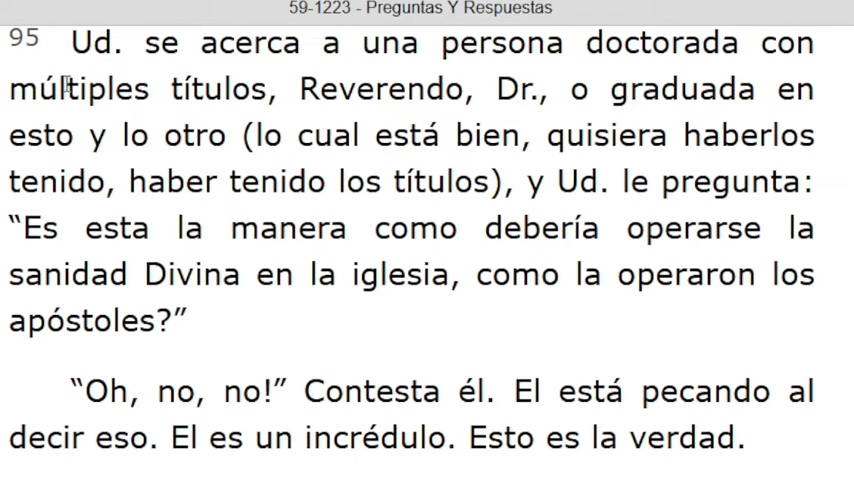 59-1223 - Preguntas Y Respuestas
95 Ud. se acerca a una persona doctorada con
múltiples títulos, Reverendo, Dr., o graduada en
esto y lo otro (lo cual está bien, quisiera haberlos
tenido, haber tenido los títulos), y Ud. le pregunta:
“Es esta la manera como debería operarse la
sanidad Divina en la iglesia, como la operaron los
apóstoles?”
“Oh, no, no!” Contesta él. El está pecando al
decir eso. El es un incrédulo. Esto es la verdad.